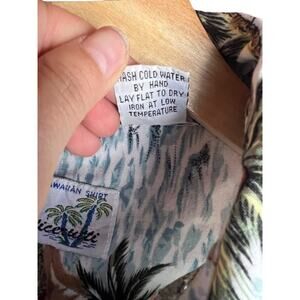 WASH COLD WATER
BY HAND
LAY FLAT TO DRY
IRON AT LOW
TEMPERATURE
HAWAIIAN SHIRT